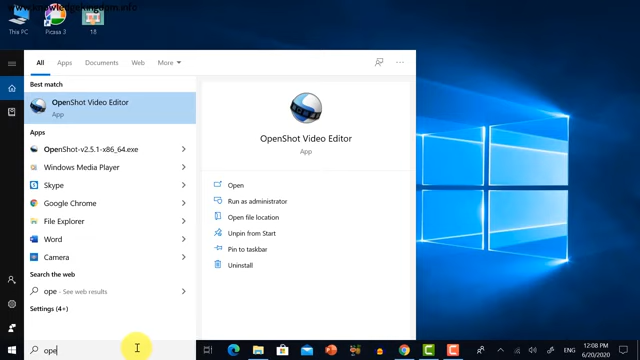 www.knowledgekingdom.info
This PC
Picasa 3
18
All
Apps
Documents
Web
More
Best match
OpenShot Video Editor
App
Apps
OpenShot-v2.5.1-x86_64.exe
Windows Media Player
Skype
Google Chrome
File Explorer
Word
Camera
Search the web
ope - See web results
Settings (4+)
ope
OpenShot Video Editor
App
Open
Run as administrator
Open file location
Unpin from Start
Pin to taskbar
Uninstall
ENG
12:08 PM
6/20/2020